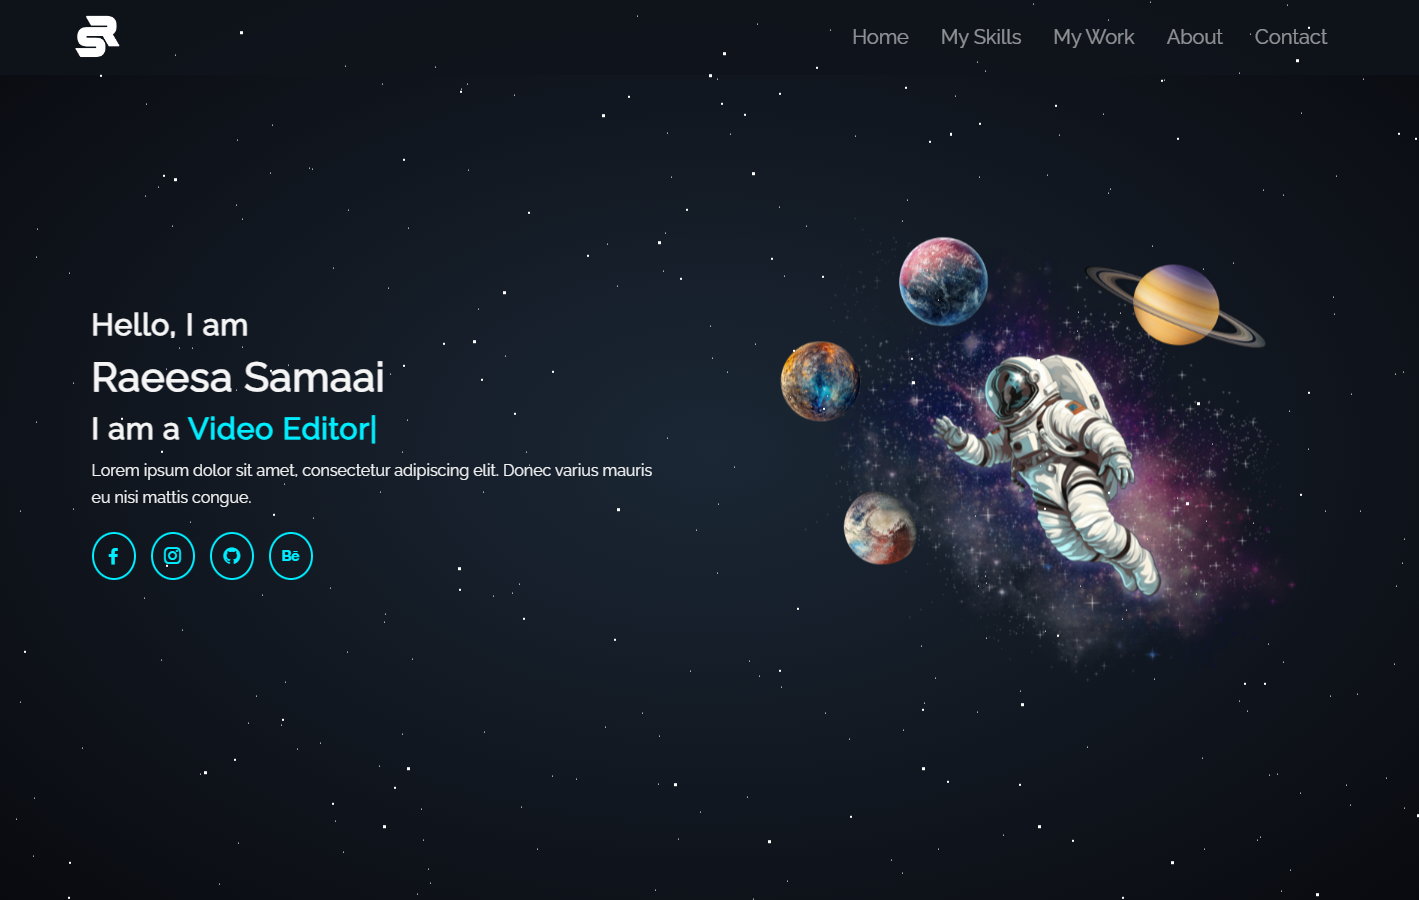 SR
Home My Skills My Work About Contact
Hello, I am
Raeesa Samaai
I am a Video Editor|
Lorem ipsum dolor sit amet, consectetur adipiscing elit. Donec varius mauris
eu nisi mattis congue.
Bē